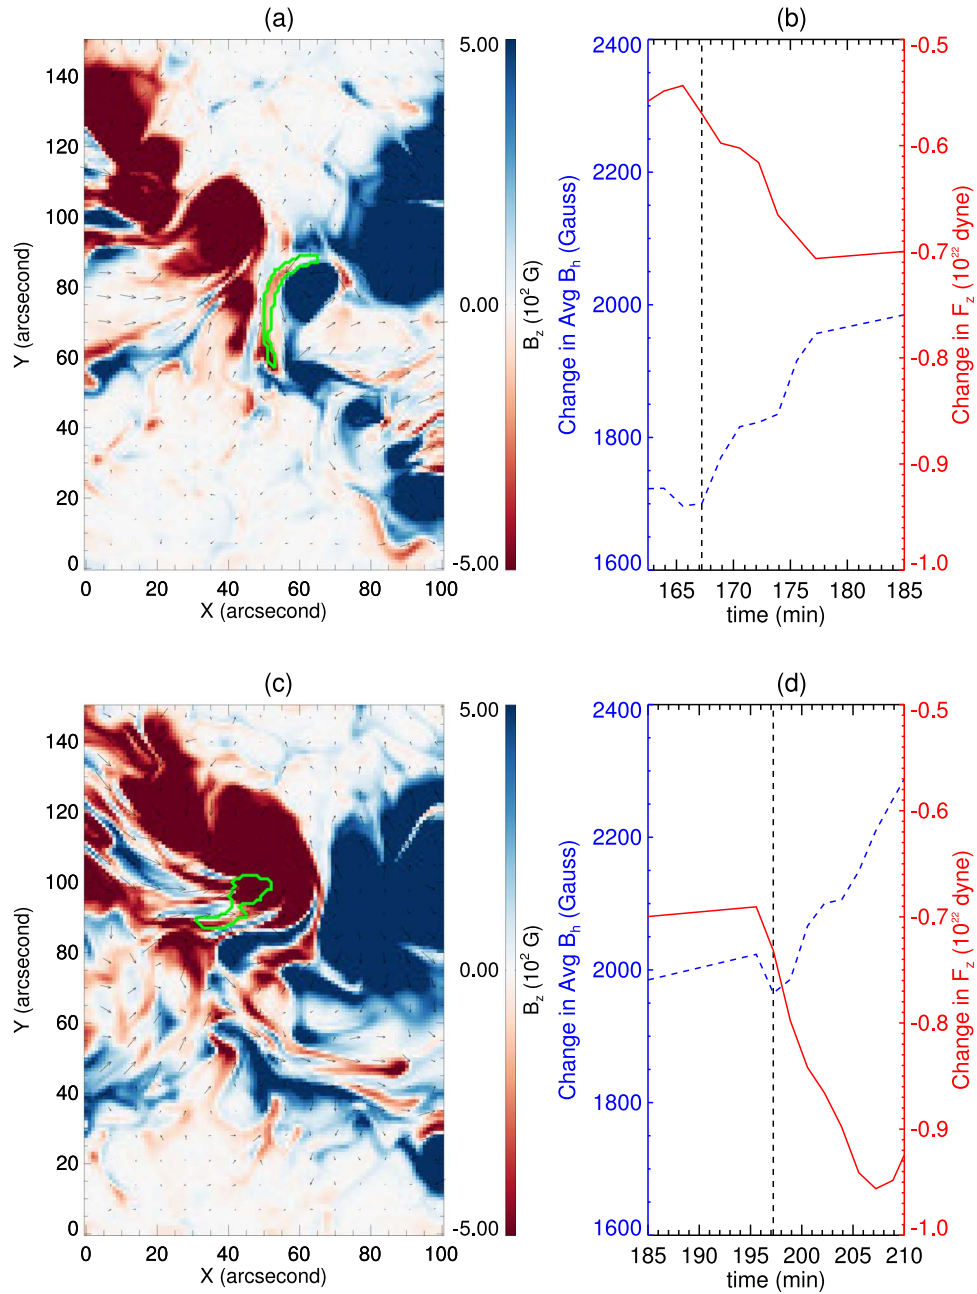 (a)
140
120
100
80
60
40
20
0
Y (arcsecond)
0 20 40 60 80 100
X (arcsecond)
5.00
0.00
-5.00
B_z (10^2 G)
(b)
2400
2200
2000
1800
1600
Change in Avg B_h (Gauss)
-0.5
-0.6
-0.7
-0.8
-0.9
-1.0
Change in F_z (10^22 dyne)
165 170 175 180 185
time (min)
(c)
140
120
100
80
60
40
20
0
Y (arcsecond)
0 20 40 60 80 100
X (arcsecond)
5.00
0.00
-5.00
B_z (10^2 G)
(d)
2400
2200
2000
1800
1600
Change in Avg B_h (Gauss)
-0.5
-0.6
-0.7
-0.8
-0.9
-1.0
Change in F_z (10^22 dyne)
185 190 195 200 205 210
time (min)